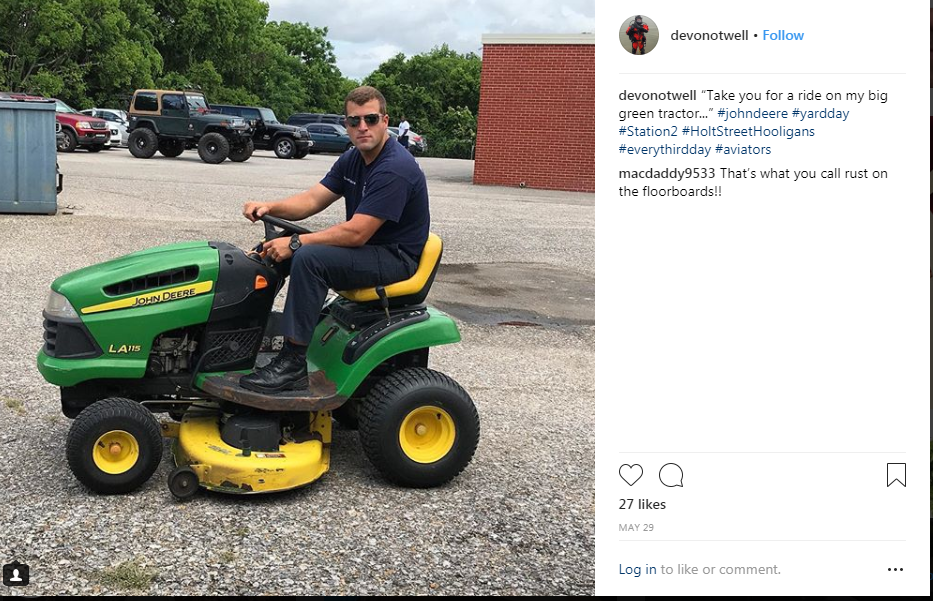 devonotwell • Follow
devonotwell “Take you for a ride on my big
green tractor...” #johndeere #yardday
#Station2 #HoltStreetHooligans
#everythirdday #aviators
macdaddy9533 That's what you call rust on
the floorboards!!
JOHN DEERE
LA115
27 likes
MAY 29
Log in to like or comment.